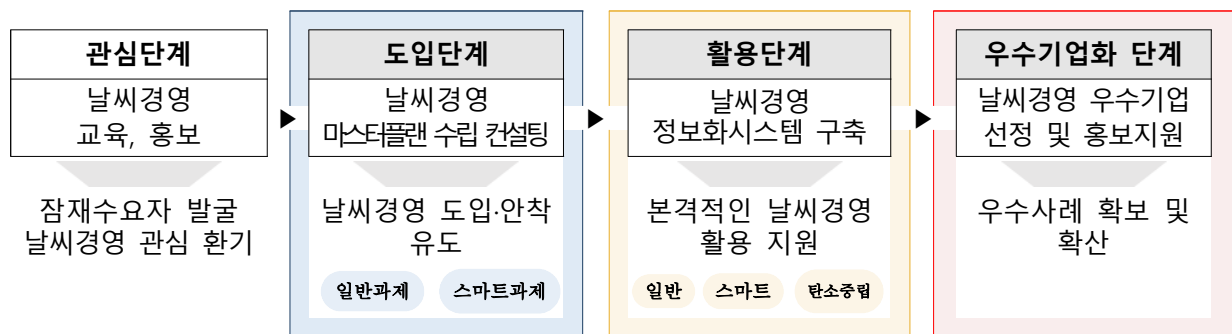 관심단계
날씨경영
교육, 홍보
잠재수요자 발굴
날씨경영 관심 환기
도입단계
날씨경영
마스터플랜 수립 컨설팅
날씨경영 도입·안착
유도
일반과제
스마트과제
활용단계
날씨경영
정보화시스템 구축
본격적인 날씨경영
활용 지원
일반
스마트
탄소중립
우수기업화 단계
날씨경영 우수기업
선정 및 홍보지원
우수사례 확보 및
확산